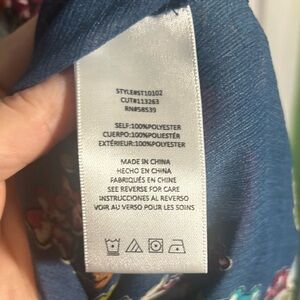 STYLE#ST10102
CUT#113263
RN#58539
SELF:100%POLYESTER
CUERPO:100%POLIESTÉR
EXTÉRIEUR:100%POLYESTER
MADE IN CHINA
HECHO EN CHINA
FABRIQUÉS EN CHINE
SEE REVERSE FOR CARE
INSTRUCCIONES AL REVERSO
VOIR AU VERSO POUR LES SOINS